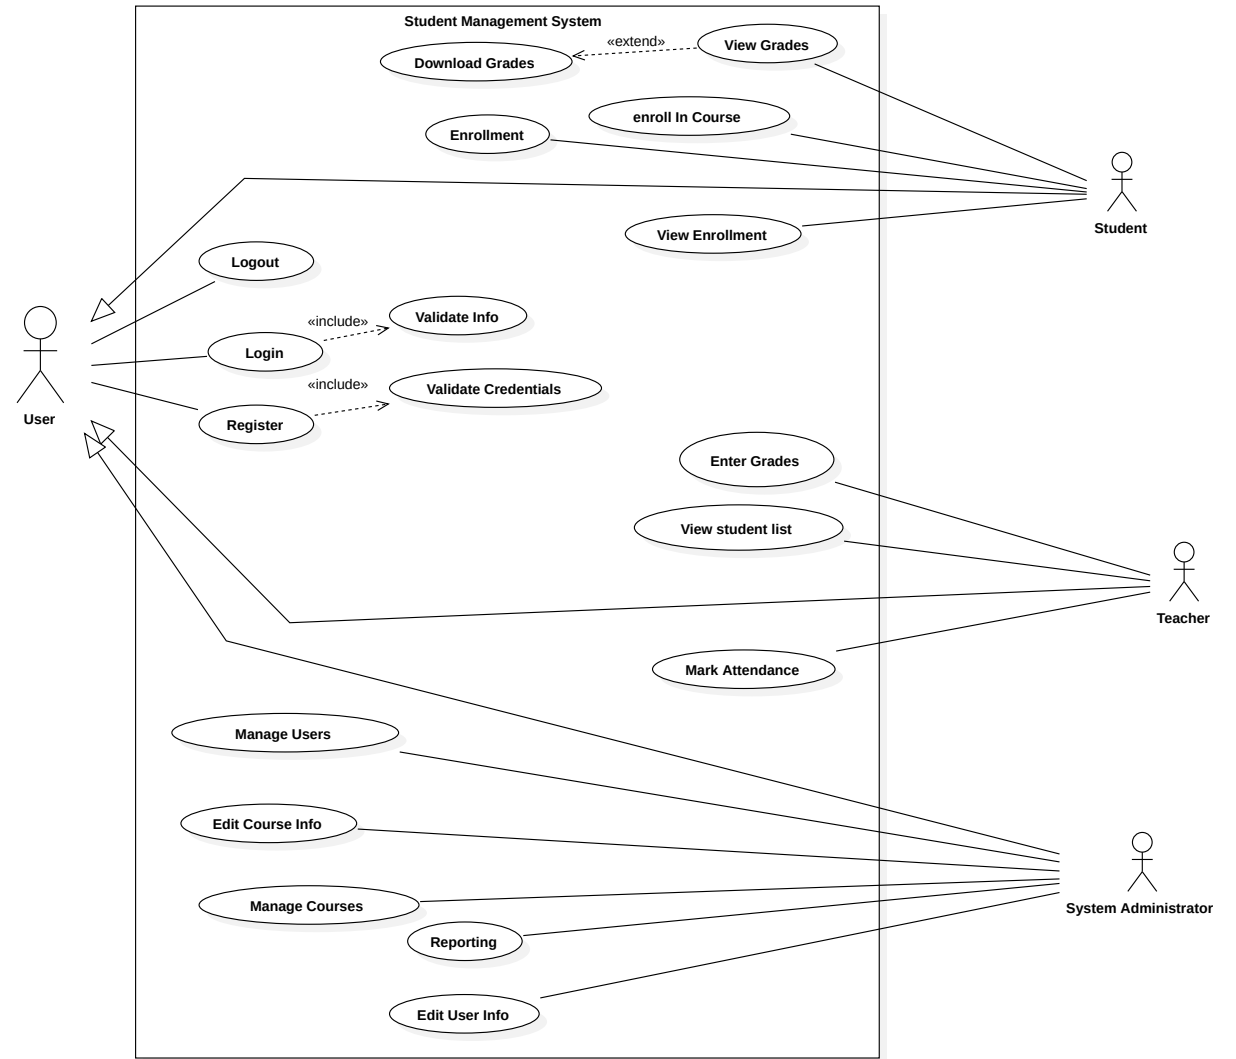 Student Management System
«extend»
View Grades
Download Grades
enroll In Course
Enrollment
Student
View Enrollment
Logout
«include»
Validate Info
Login
«include»
Validate Credentials
User
Register
Enter Grades
View student list
Teacher
Mark Attendance
Manage Users
Edit Course Info
Manage Courses
System Administrator
Reporting
Edit User Info